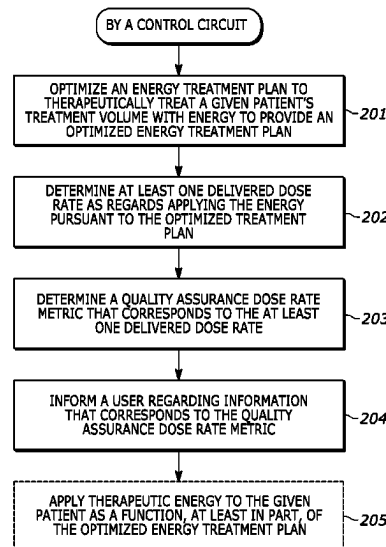 BY A CONTROL CIRCUIT
OPTIMIZE AN ENERGY TREATMENT PLAN TO
THERAPEUTICALLY TREAT A GIVEN PATIENT'S
TREATMENT VOLUME WITH ENERGY TO PROVIDE AN
OPTIMIZED ENERGY TREATMENT PLAN
201
DETERMINE AT LEAST ONE DELIVERED DOSE
RATE AS REGARDS APPLYING THE ENERGY
PURSUANT TO THE OPTIMIZED TREATMENT
PLAN
202
DETERMINE A QUALITY ASSURANCE DOSE RATE
METRIC THAT CORRESPONDS TO THE AT LEAST
ONE DELIVERED DOSE RATE
203
INFORM A USER REGARDING INFORMATION
THAT CORRESPONDS TO THE QUALITY
ASSURANCE DOSE RATE METRIC
204
APPLY THERAPEUTIC ENERGY TO THE GIVEN
PATIENT AS A FUNCTION, AT LEAST IN PART, OF
THE OPTIMIZED ENERGY TREATMENT PLAN
205